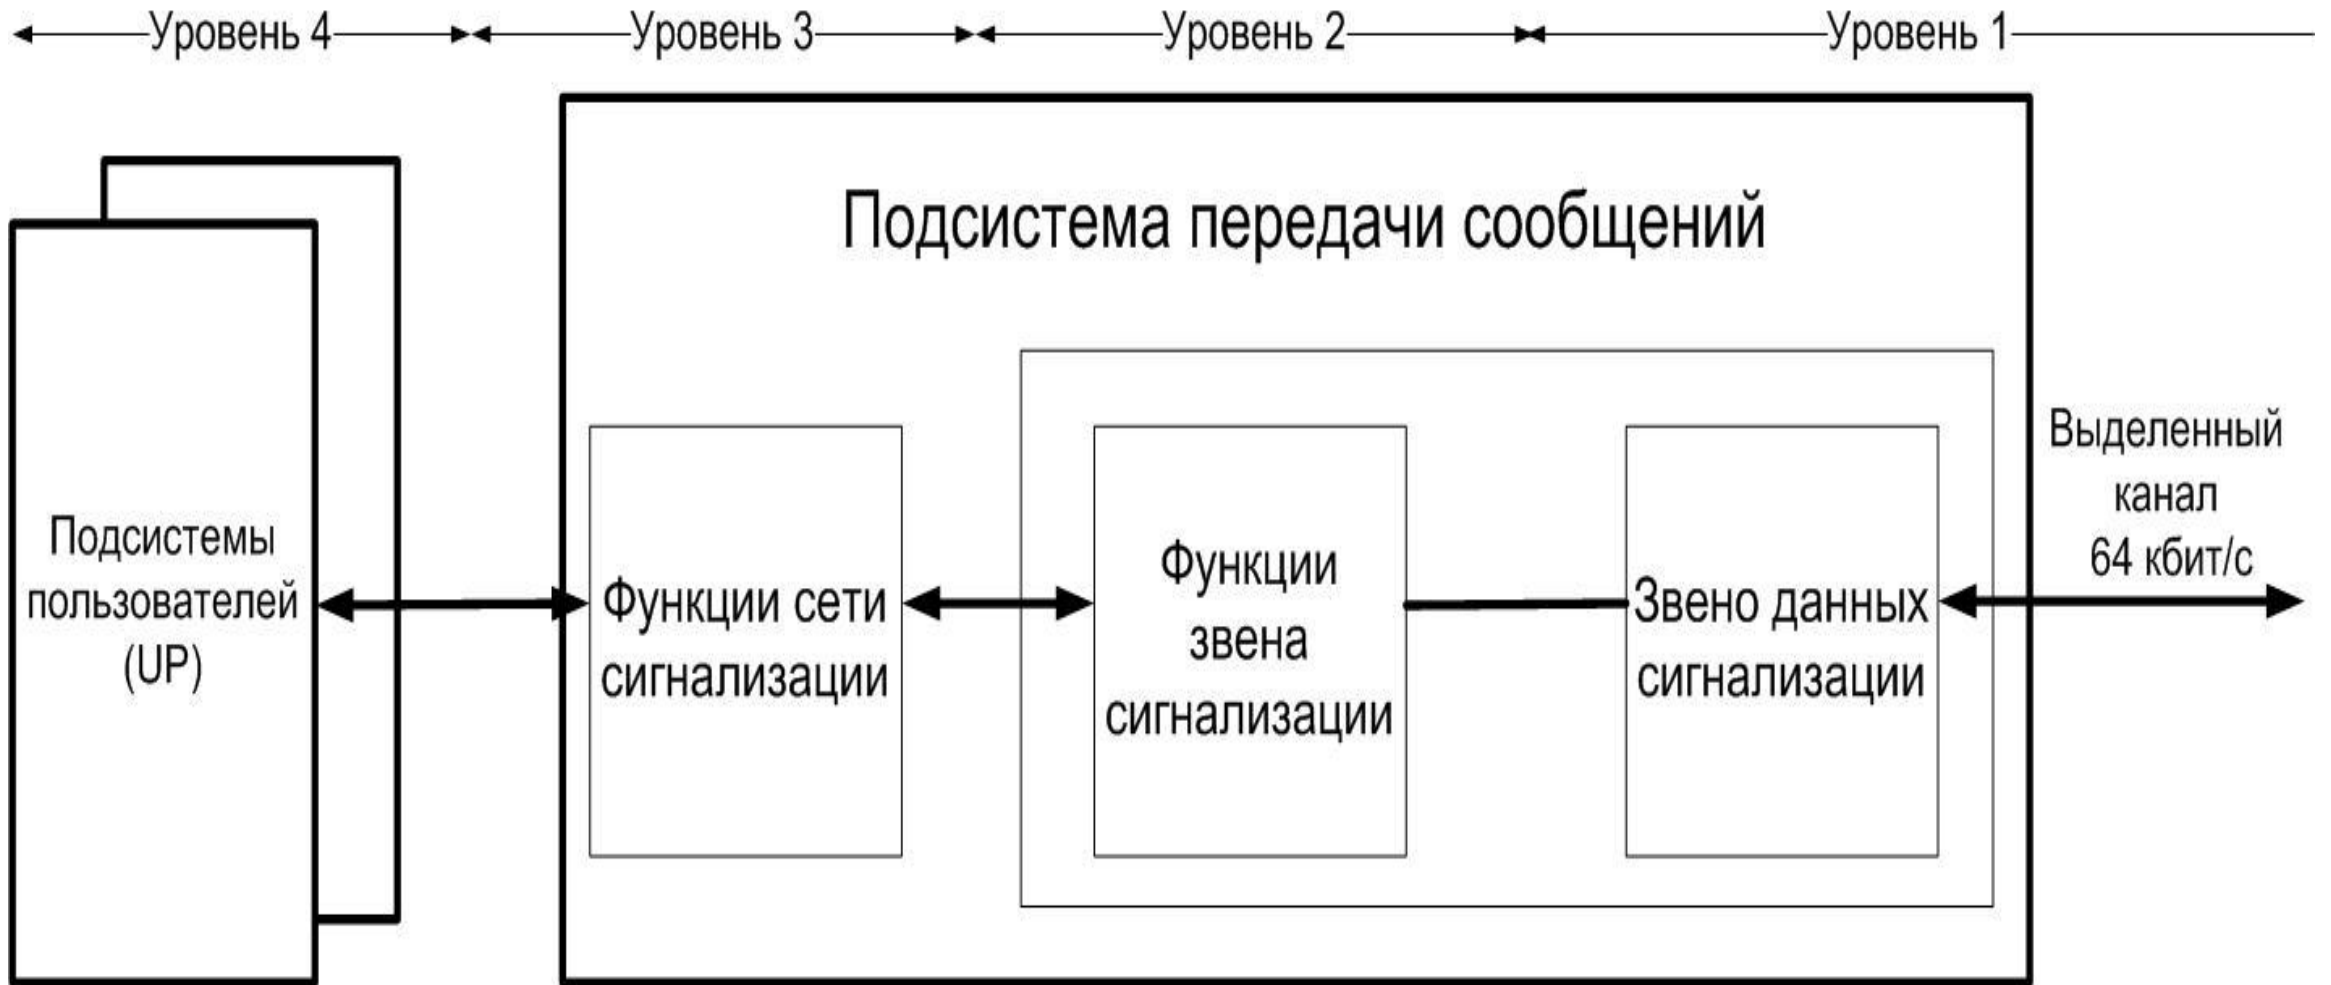 Уровень 4
Уровень 3
Уровень 2
Уровень 1
Подсистема передачи сообщений
Подсистемы
пользователей
(UP)
Функции сети
сигнализации
Функции
звена
сигнализации
Звено данных
сигнализации
Выделенный
канал
64 кбит/с